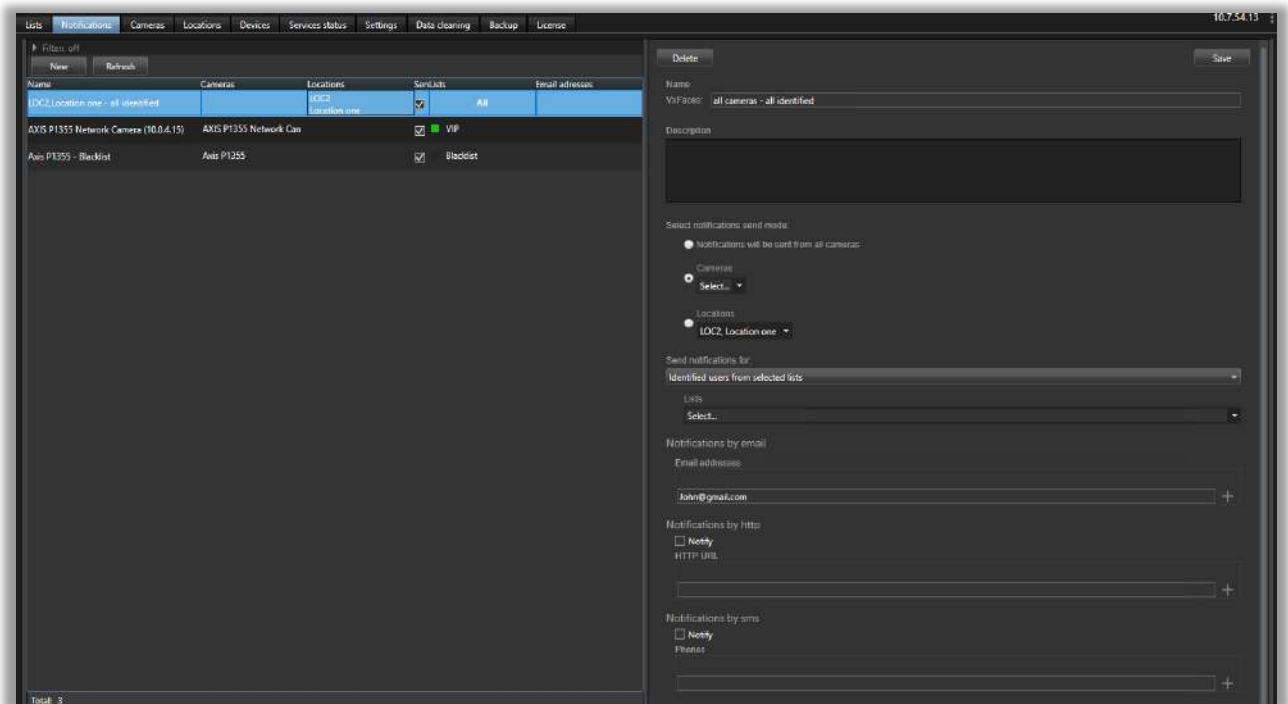 Lists Notifications Cameras Locations Devices Services status Settings Data cleaning Backup License
10.7.54.13
Filters: off
New Refresh
Name Cameras Locations SenLists Email adresses
LOC2,Location one - all identified LOC2 Location one All
AXIS P1355 Network Camera (10.0.4.15) AXIS P1355 Network Can VIP
Axis P1355 - Blacklist Axis P1355 Blacklist
Total: 3
Delete Save
Name
VxFaces: all cameras - all identified
Description
Select notifications send mode:
Notifications will be sent from all cameras
Cameras
Select...
Locations
LOC2, Location one
Send notifications for:
Identified users from selected lists
Lists
Select...
Notifications by email
Email addresses
John@gmail.com
Notifications by http
Notify
HTTP URL
Notifications by sms
Notify
Phones